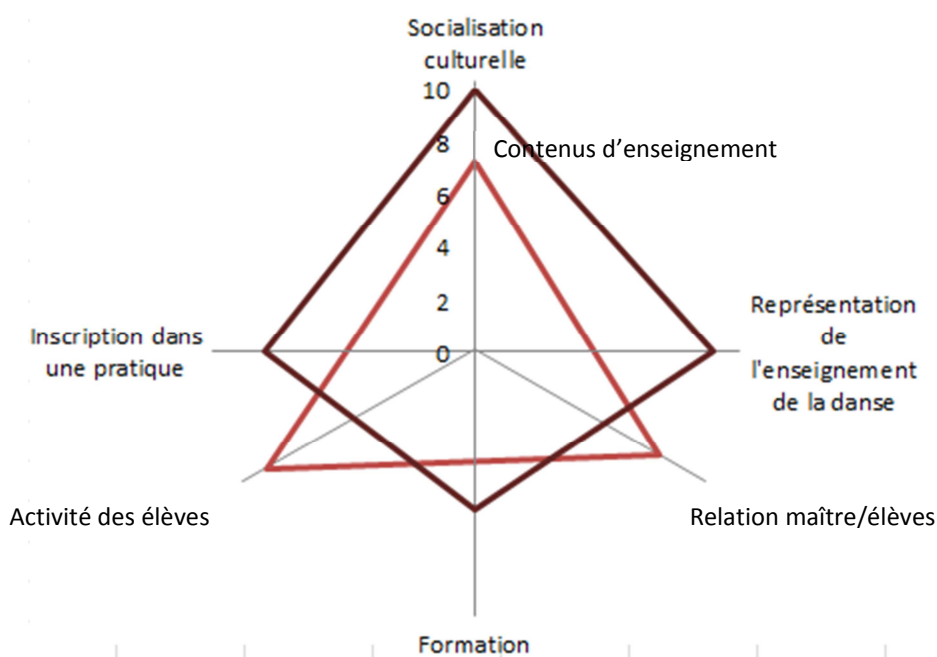 Socialisation
culturelle
10
8
Contenus d'enseignement
6
4
2
0
Représentation
de
l'enseignement
de la danse
Inscription dans
une pratique
Activité des élèves
Relation maître/élèves
Formation